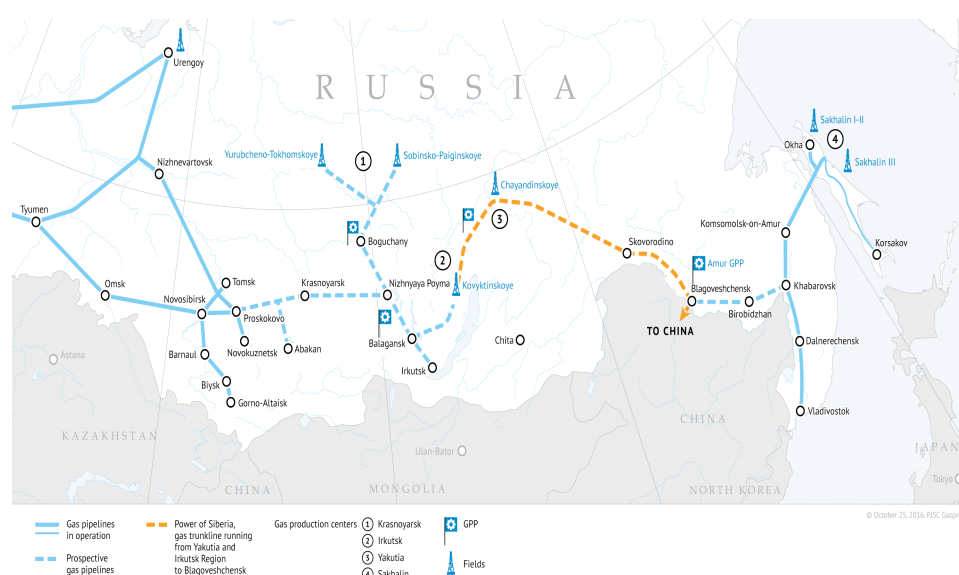 Urengoy
RUSSIA
Sakhalin I-II
4
Okha
Yurubcheno-Tokhomskoye
1
Sobinsko-Paiginskoye
Sakhalin III
Nizhnevartovsk
Chayandinskoye
Tyumen
3
Komsomolsk-on-Amur
Boguchany
Skovorodino
Korsakov
2
Amur GPP
Omsk
Tomsk
Krasnoyarsk
Nizhnyaya Poyma
Kovyktinskoye
Blagoveshchensk
Khabarovsk
Novosibirsk
Proskokovo
Birobidzhan
TO CHINA
Astana
Barnaul
Novokuznetsk
Abakan
Balagansk
Chita
Dalnerechensk
Irkutsk
Biysk
Gorno-Altaisk
Vladivostok
CHINA
KAZAKHSTAN
Ulan-Bator
JAPAN
Tokyo
CHINA
MONGOLIA
NORTH KOREA
© October 25, 2016. PJSC Gazpr
Gas pipelines
in operation
Prospective
gas pipelines
Power of Siberia,
gas trunkline running
from Yakutia and
Irkutsk Region
to Blagoveshchensk
Gas production centers
1 Krasnoyarsk
2 Irkutsk
3 Yakutia
4 Sakhalin
GPP
Fields